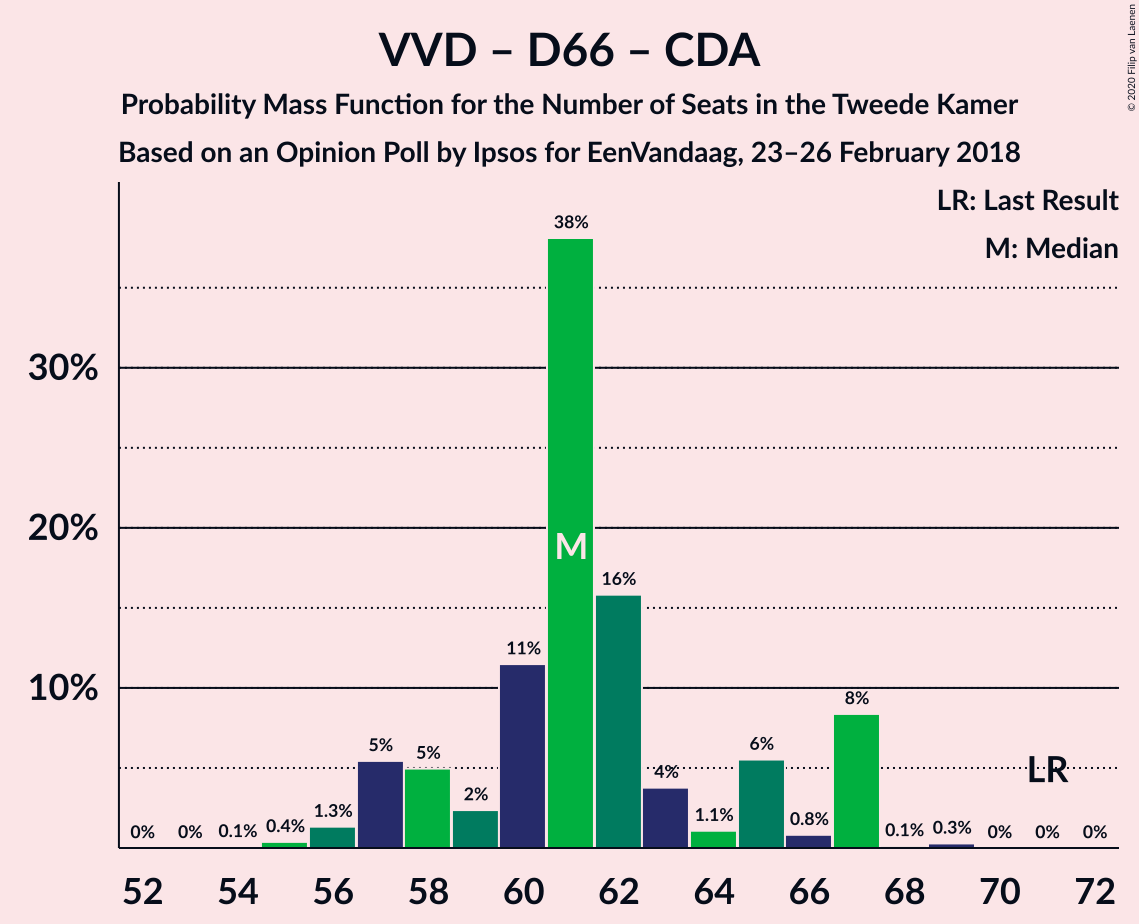 VVD – D66 – CDA
Probability Mass Function for the Number of Seats in the Tweede Kamer
Based on an Opinion Poll by Ipsos for EenVandaag, 23–26 February 2018
© 2020 Filip van Laenen
LR: Last Result
M: Median
30%
20%
10%
0% 0% 0.1% 0.4% 1.3% 5% 5% 2% 11% 38% 16% 4% 1.1% 6% 0.8% 8% 0.1% 0.3% 0% 0% 0%
M
LR
52 54 56 58 60 62 64 66 68 70 72